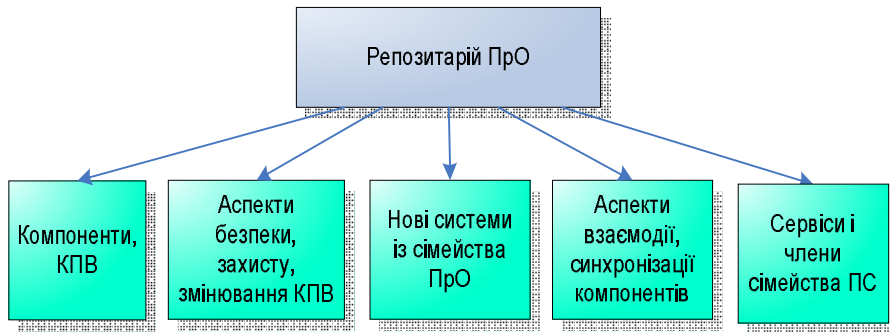 Репозитарій ПрО
Компоненти,
КПВ
Аспекти
безпеки,
захисту,
змінювання КПВ
Нові системи
із сімейства
ПрО
Аспекти
взаємодії,
синхронізації
компонентів
Сервіси і
члени
сімейства ПС